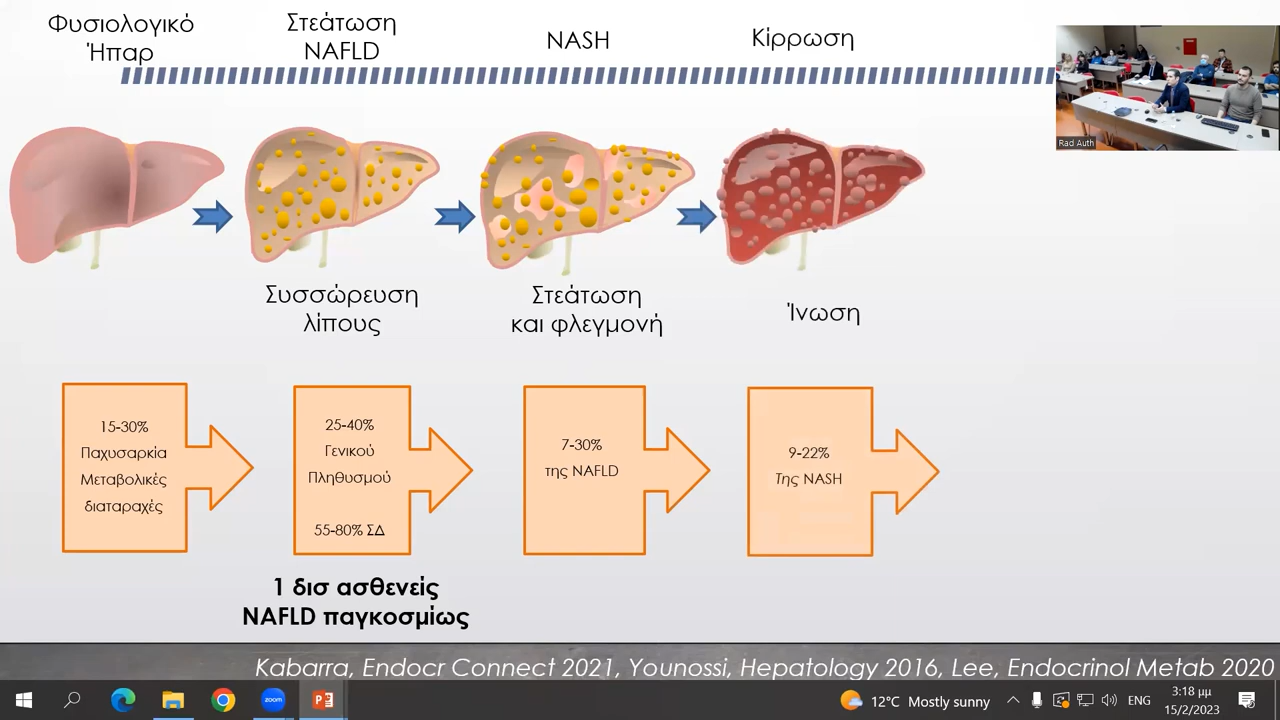 Φυσιολογικό
Ήπαρ
Στεάτωση
NAFLD
NASH
Κίρρωση
Rad Auth
Συσσώρευση
λίπους
Στεάτωση
και φλεγμονή
Ίνωση
15-30%
Παχυσαρκία
Μεταβολικές
διαταραχές
25-40%
Γενικού
Πληθυσμού
55-80% ΣΔ
7-30%
της NAFLD
9-22%
Της NASH
1 δισ ασθενείς
NAFLD παγκοσμίως
Kabarra, Endocr Connect 2021, Younossi, Hepatology 2016, Lee, Endocrinol Metab 2020
zoom
12°C Mostly sunny
ENG
3:18 μμ
15/2/2023